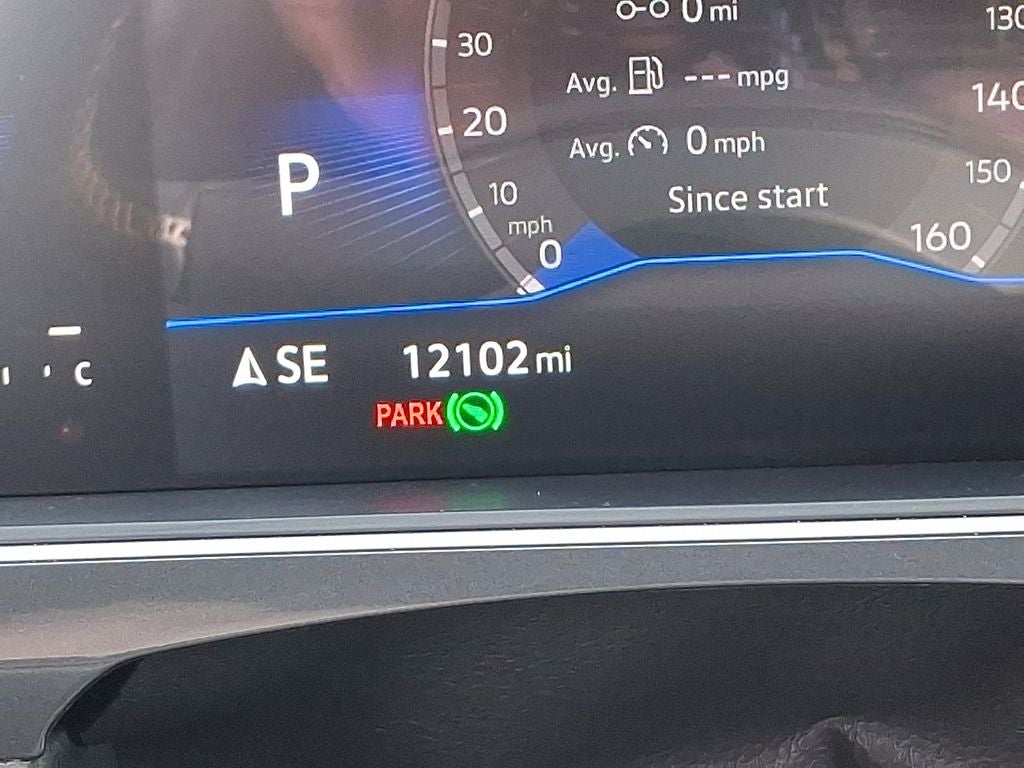 0 mi
130
30
Avg. --- mpg
140
20
Avg. 0 mph
150
P
10
Since start
mph
160
0
C
SE
12102 mi
PARK